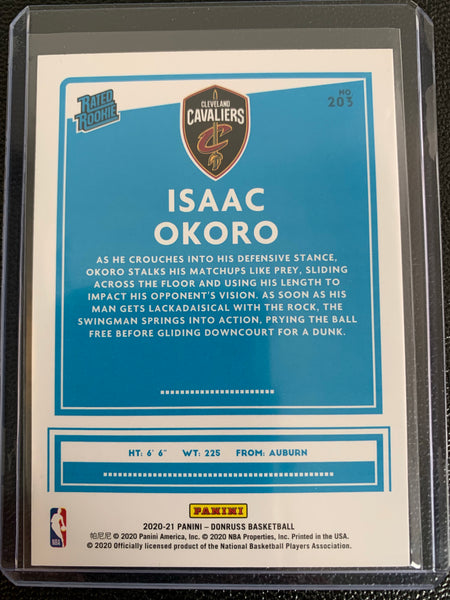 RATED
ROOKIE
CLEVELAND
CAVALIERS
C
NO.
203
ISAAC
OKORO
AS HE CROUCHES INTO HIS DEFENSIVE STANCE,
OKORO STALKS HIS MATCHUPS LIKE PREY, SLIDING
ACROSS THE FLOOR AND USING HIS LENGTH TO
IMPACT HIS OPPONENT'S VISION. AS SOON AS HIS
MAN GETS LACKADAISICAL WITH THE ROCK, THE
SWINGMAN SPRINGS INTO ACTION, PRYING THE BALL
FREE BEFORE GLIDING DOWNCOURT FOR A DUNK.
HT: 6' 6" WT: 225 FROM: AUBURN
PANINI
NBA
2020-21 PANINI – DONRUSS BASKETBALL
帕尼尼 © 2020 Panini America, Inc. © 2020 NBA Properties, Inc. Printed in the USA.
© 2020 Officially licensed product of the National Basketball Players Association.